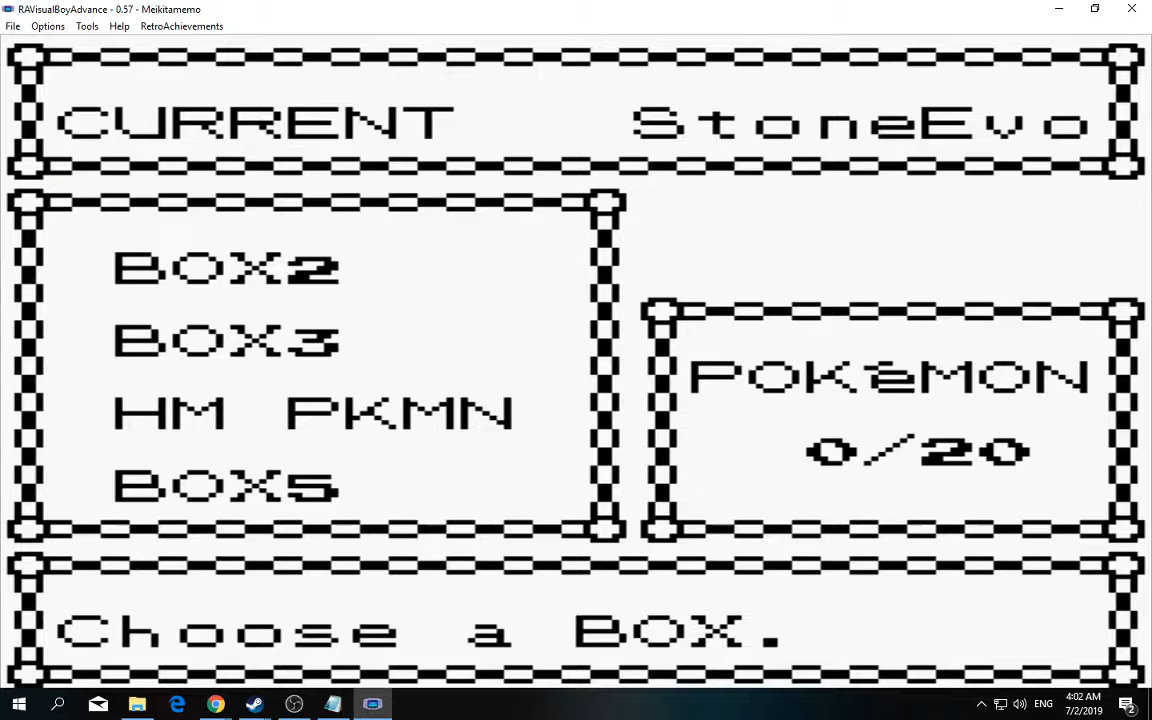 RAVisualBoyAdvance - 0.57 - Meikitamemo
File Options Tools Help RetroAchievements
CURRENT StoneEvo
BOX2
BOX3
HM PKMN
BOX5
POKéMON
0/20
Choose a BOX.
ENG
4:02 AM
7/2/2019
2